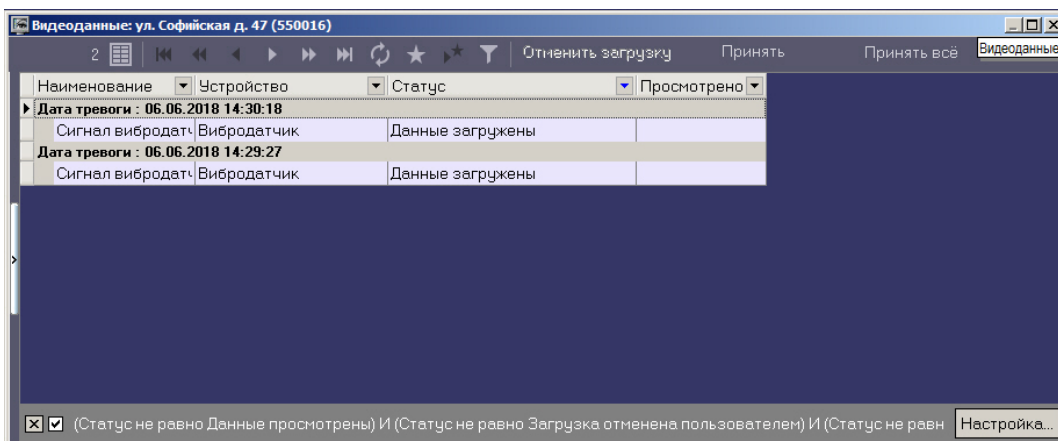 Видеоданные: ул. Софийская д. 47 (550016)
2 Отменить загрузку Принять Принять всё Видеоданные
Наименование Устройство Статус Просмотрено
Дата тревоги : 06.06.2018 14:30:18
Сигнал вибродатч Вибродатчик Данные загружены
Дата тревоги : 06.06.2018 14:29:27
Сигнал вибродатч Вибродатчик Данные загружены
(Статус не равно Данные просмотрены) И (Статус не равно Загрузка отменена пользователем) И (Статус не равн Настройка...